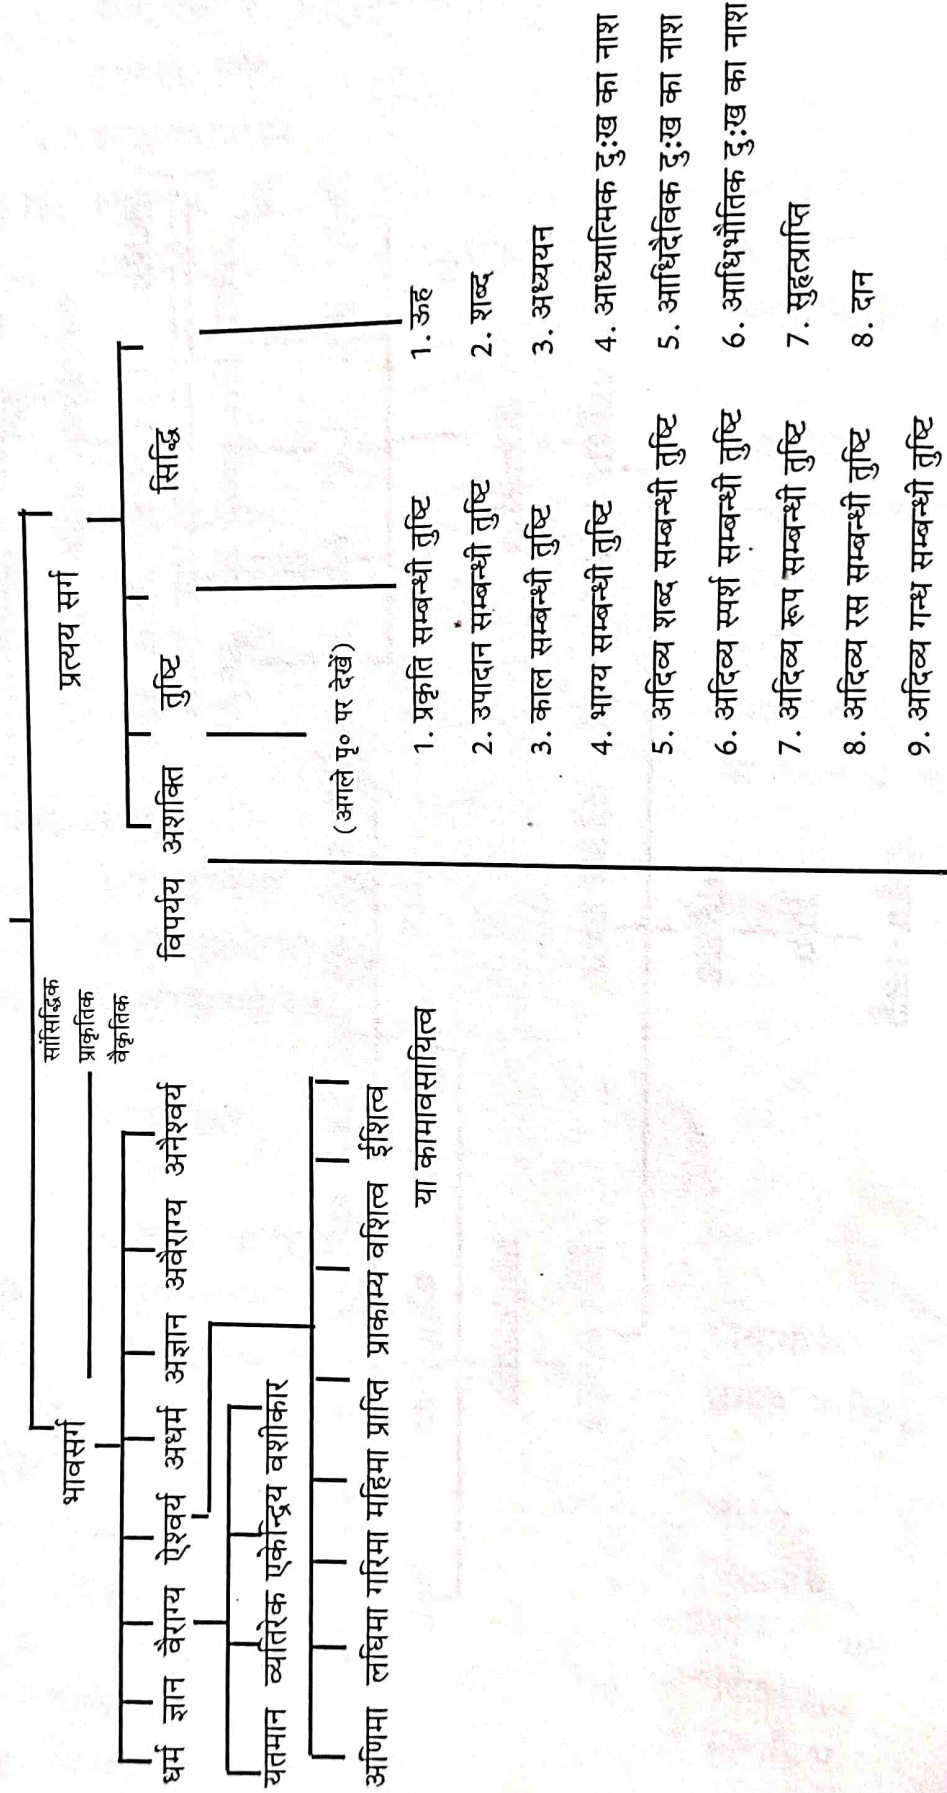 सांसिद्धिक
प्राकृतिक
वैकृतिक
भावसर्ग
प्रत्यय सर्ग
धर्म ज्ञान वैराग्य ऐश्वर्य अधर्म अज्ञान अवैराग्य अनैश्वर्य
विपर्यय अशक्ति तुष्टि सिद्धि
यतमान व्यतिरेक एकेन्द्रिय वशीकार
अणिमा लघिमा गरिमा महिमा प्राप्ति प्राकाम्य वशित्व ईशित्व
या कामावसायित्व
(अगले पृ० पर देखें)
1. प्रकृति सम्बन्धी तुष्टि
2. उपादान सम्बन्धी तुष्टि
3. काल सम्बन्धी तुष्टि
4. भाग्य सम्बन्धी तुष्टि
5. अदिव्य शब्द सम्बन्धी तुष्टि
6. अदिव्य स्पर्श सम्बन्धी तुष्टि
7. अदिव्य रूप सम्बन्धी तुष्टि
8. अदिव्य रस सम्बन्धी तुष्टि
9. अदिव्य गन्ध सम्बन्धी तुष्टि
1. ऊह
2. शब्द
3. अध्ययन
4. आध्यात्मिक दुःख का नाश
5. आधिदैविक दुःख का नाश
6. आधिभौतिक दुःख का नाश
7. सुहृत्प्राप्ति
8. दान